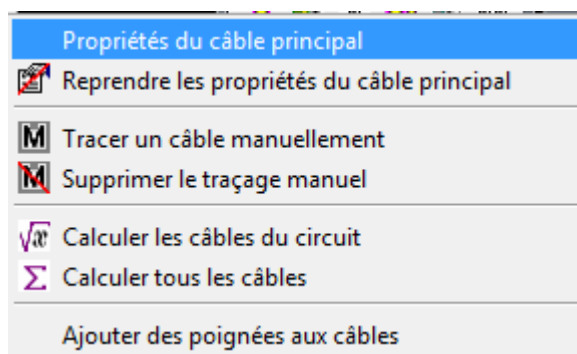 Propriétés du câble principal
Reprendre les propriétés du câble principal
Tracer un câble manuellement
Supprimer le traçage manuel
Calculer les câbles du circuit
Calculer tous les câbles
Ajouter des poignées aux câbles